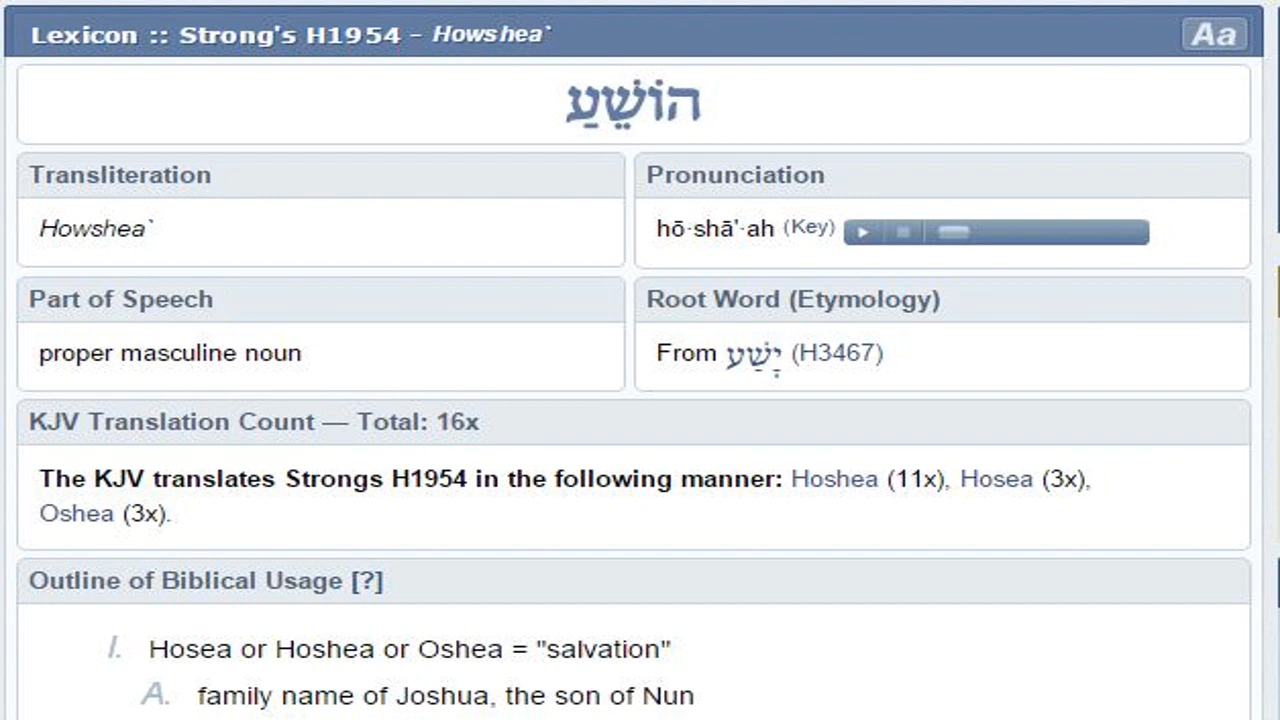 Lexicon :: Strong's H1954 - Howshea`
Aa
הוֹשֵׁעַ
Transliteration
Howshea`
Pronunciation
hō·shā'·ah (Key)
Part of Speech
proper masculine noun
Root Word (Etymology)
From יָשַׁע (H3467)
KJV Translation Count — Total: 16x
The KJV translates Strongs H1954 in the following manner: Hoshea (11x), Hosea (3x),
Oshea (3x).
Outline of Biblical Usage [?]
I. Hosea or Hoshea or Oshea = "salvation"
A. family name of Joshua, the son of Nun